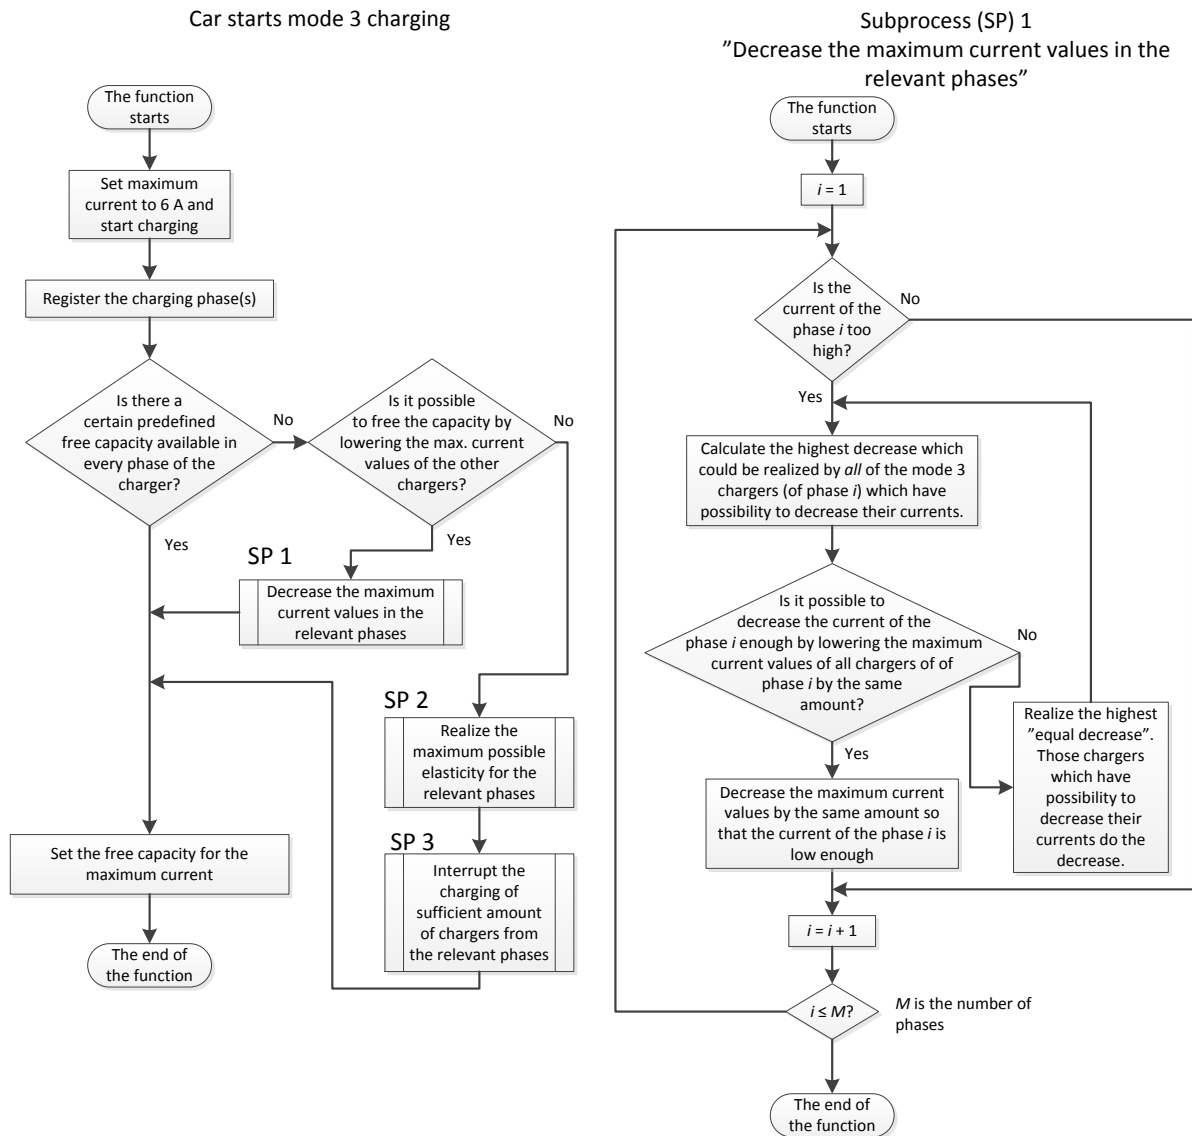 Car starts mode 3 charging
The function
starts
Set maximum
current to 6 A and
start charging
Register the charging phase(s)
Is there a
certain predefined
free capacity available in
every phase of the
charger?
No
Is it possible
to free the capacity by
lowering the max. current
values of the other
chargers?
No
Yes
Yes
SP 1
Decrease the maximum
current values in the
relevant phases
SP 2
Realize the
maximum possible
elasticity for the
relevant phases
SP 3
Interrupt the
charging of
sufficient amount
of chargers from
the relevant phases
Set the free capacity for the
maximum current
The end of
the function
Subprocess (SP) 1
”Decrease the maximum current values in the
relevant phases”
The function
starts
i = 1
Is the
current of the
phase i too
high?
No
Yes
Calculate the highest decrease which
could be realized by all of the mode 3
chargers (of phase i) which have
possibility to decrease their currents.
Is it possible to
decrease the current of the
phase i enough by lowering the maximum
current values of all chargers of of
phase i by the same
amount?
No
Yes
Realize the highest
”equal decrease”.
Those chargers
which have
possibility to
decrease their
currents do the
decrease.
Decrease the maximum current
values by the same amount so
that the current of the phase i is
low enough
i = i + 1
i ≤ M?
M is the number of
phases
The end of
the function